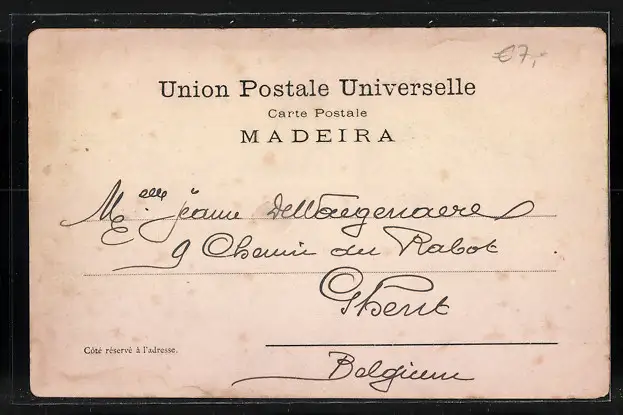 €7,-
Union Postale Universelle
Carte Postale
MADEIRA
Melle Jeanne
9 Chemin du Rabot
Ghent
Côté réservé à l'adresse.
Belgium